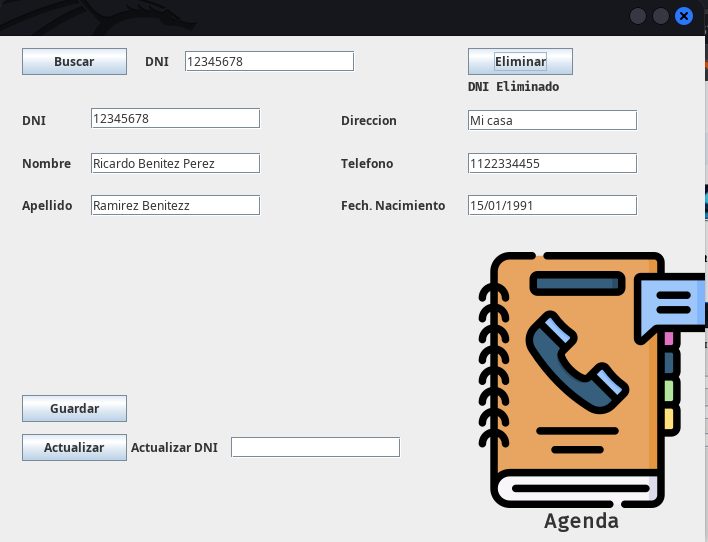 Buscar DNI 12345678 Eliminar
DNI Eliminado
DNI 12345678 Direccion Mi casa
Nombre Ricardo Benitez Perez Telefono 1122334455
Apellido Ramirez Benitezz Fech. Nacimiento 15/01/1991
Guardar
Actualizar Actualizar DNI
Agenda